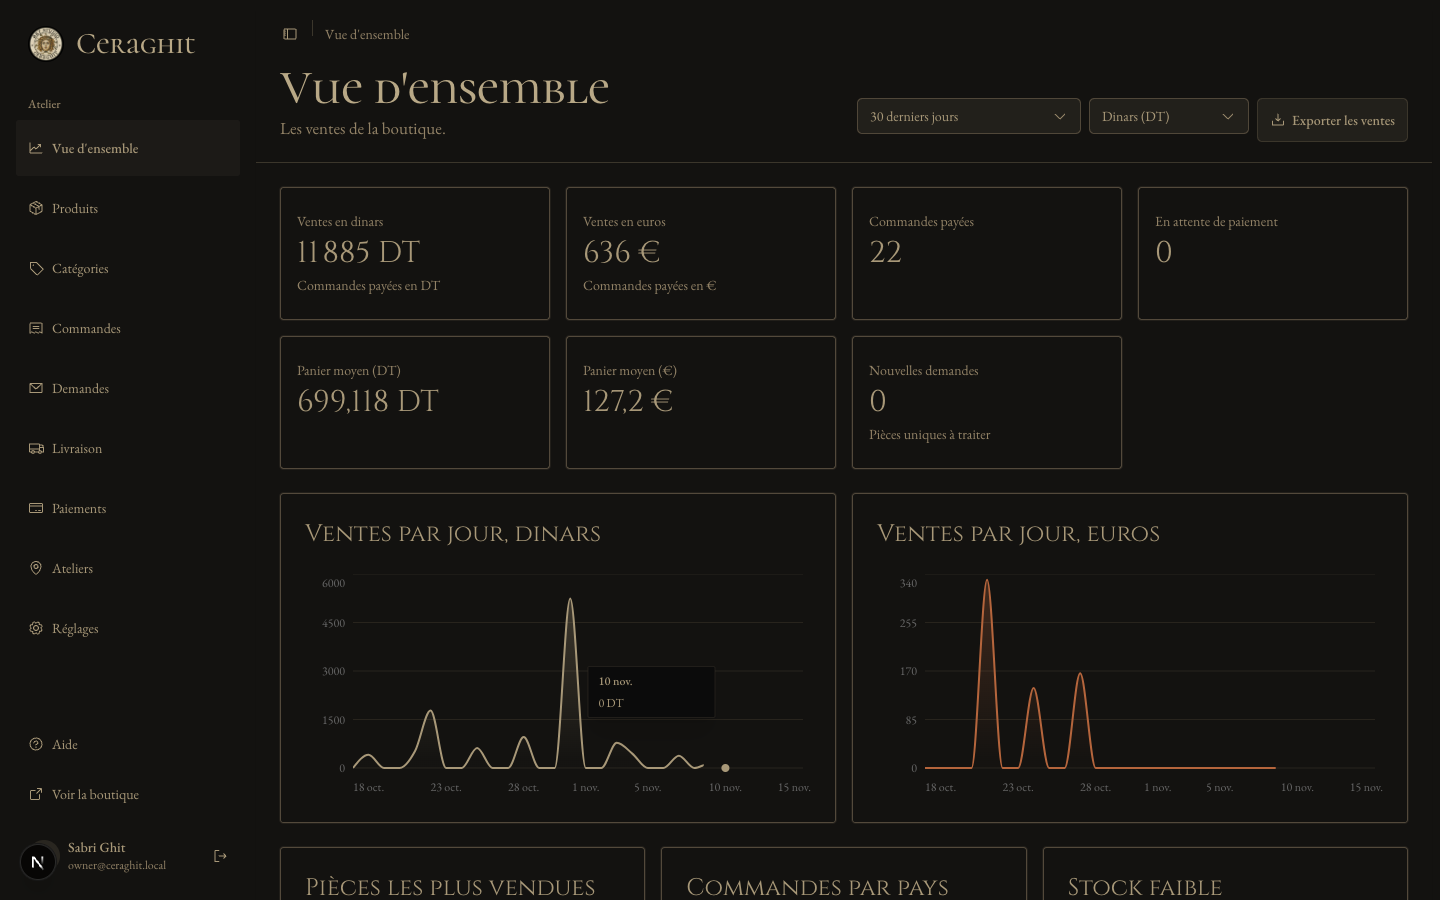 Ceraghit
Atelier
Vue d'ensemble
Produits
Catégories
Commandes
Demandes
Livraison
Paiements
Ateliers
Réglages
Aide
Voir la boutique
N
Sabri Ghit
owner@ceraghit.local
Vue d'ensemble
Vue d'ensemble
Les ventes de la boutique.
30 derniers jours
Dinars (DT)
Exporter les ventes
Ventes en dinars
11 885 DT
Commandes payées en DT
Ventes en euros
636 €
Commandes payées en €
Commandes payées
22
En attente de paiement
0
Panier moyen (DT)
699,118 DT
Panier moyen (€)
127,2 €
Nouvelles demandes
0
Pièces uniques à traiter
Ventes par jour, dinars
6000
4500
3000
1500
0
10 nov.
0 DT
18 oct. 23 oct. 28 oct. 1 nov. 5 nov. 10 nov. 15 nov.
Ventes par jour, euros
340
255
170
85
0
18 oct. 23 oct. 28 oct. 1 nov. 5 nov. 10 nov. 15 nov.
Pièces les plus vendues
Commandes par pays
Stock faible